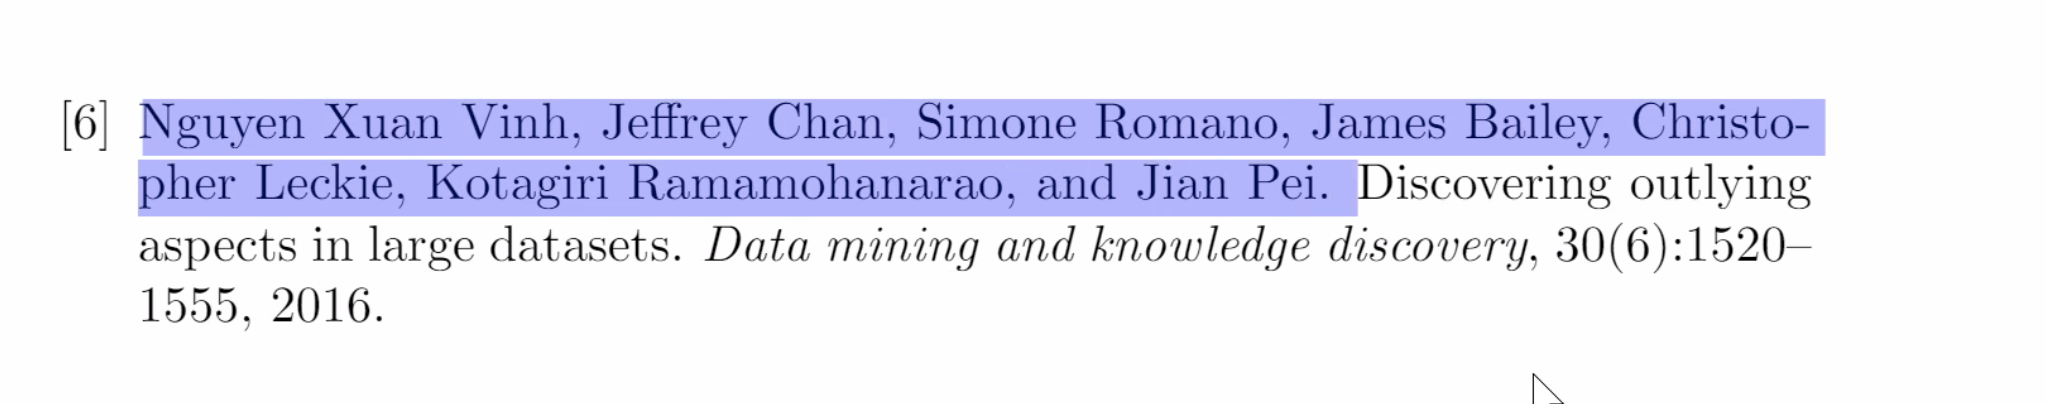 [6] Nguyen Xuan Vinh, Jeffrey Chan, Simone Romano, James Bailey, Christo-
pher Leckie, Kotagiri Ramamohanarao, and Jian Pei. Discovering outlying
aspects in large datasets. Data mining and knowledge discovery, 30(6):1520–
1555, 2016.